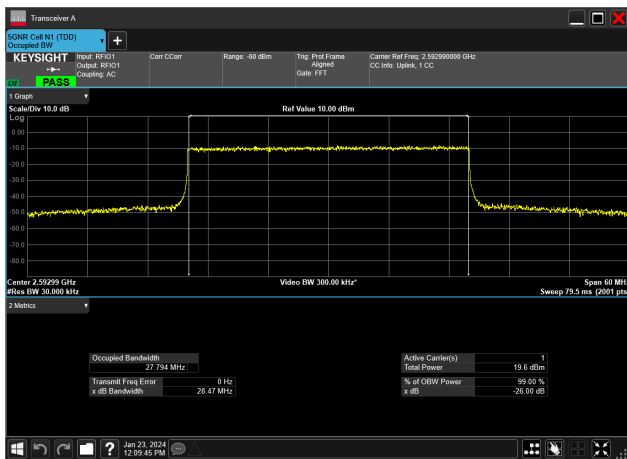 Transceiver A
5GNR Cell N1 (TDD)
Occupied BW
KEYSIGHT
LV
PASS
Input: RFIO1
Output: RFIO1
Coupling: AC
Corr CCorr
Range: -60 dBm
Trig: Prot Frame
Aligned
Gate: FFT
Carrier Ref Freq: 2.592990000 GHz
CC Info: Uplink, 1 CC
1 Graph
Scale/Div 10.0 dB
Ref Value 10.00 dBm
Log
0.00
-10.0
-20.0
-30.0
-40.0
-50.0
-60.0
-70.0
-80.0
Center 2.59299 GHz
Video BW 300.00 kHz*
Span 60 MHz
#Res BW 30.000 kHz
Sweep 79.5 ms (2001 pts
2 Metrics
Occupied Bandwidth
27.794 MHz
Transmit Freq Error 0 Hz
x dB Bandwidth 28.47 MHz
Active Carrier(s) 1
Total Power 19.6 dBm
% of OBW Power 99.00 %
x dB -26.00 dB
Jan 23, 2024
12:09:45 PM